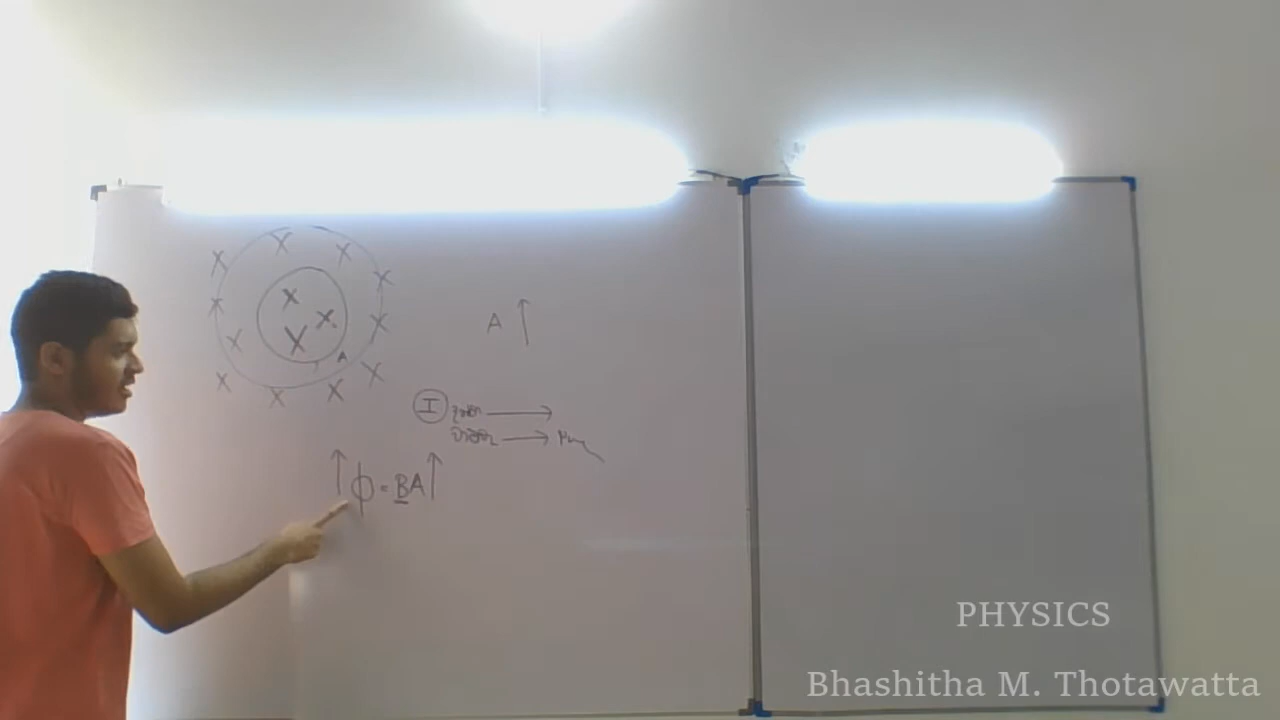 X X X
X X X
X X X
X X
X A X
X X X
A ↑
I
↑ ϕ = BA ↑
PHYSICS
Bhashitha M. Thotawatta